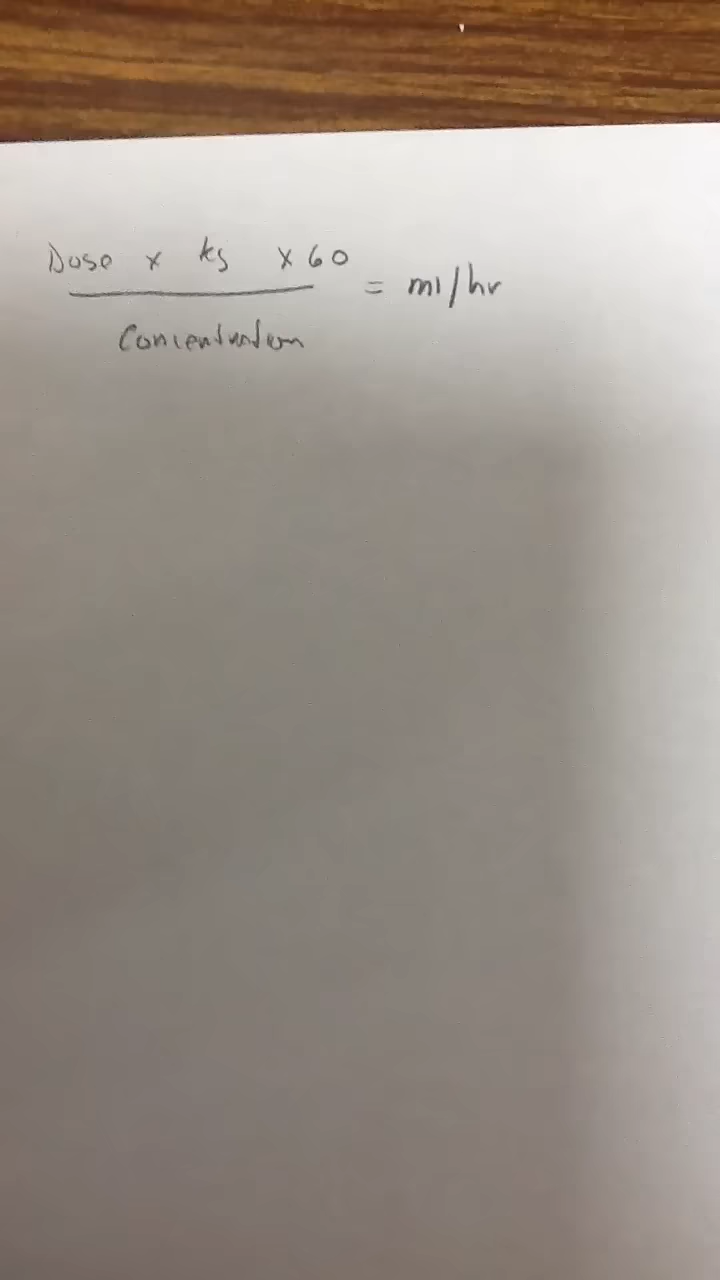 Dose x kg x 60
= ml/hr
Concentration